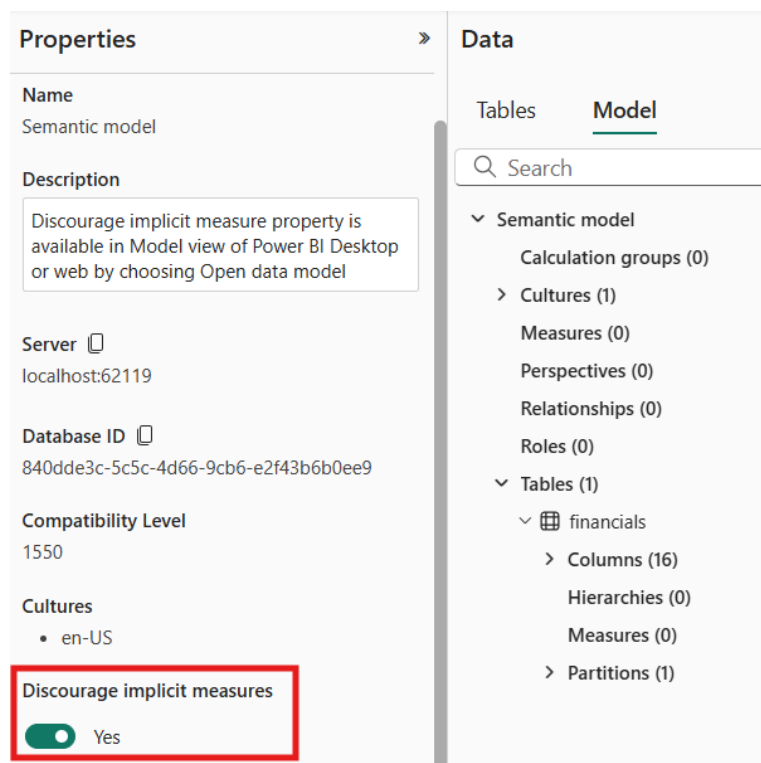 Properties
Name
Semantic model
Description
Discourage implicit measure property is
available in Model view of Power BI Desktop
or web by choosing Open data model
Server
localhost:62119
Database ID
840dde3c-5c5c-4d66-9cb6-e2f43b6b0ee9
Compatibility Level
1550
Cultures
• en-US
Discourage implicit measures
Yes
Data
Tables Model
Search
Semantic model
Calculation groups (0)
Cultures (1)
Measures (0)
Perspectives (0)
Relationships (0)
Roles (0)
Tables (1)
financials
Columns (16)
Hierarchies (0)
Measures (0)
Partitions (1)